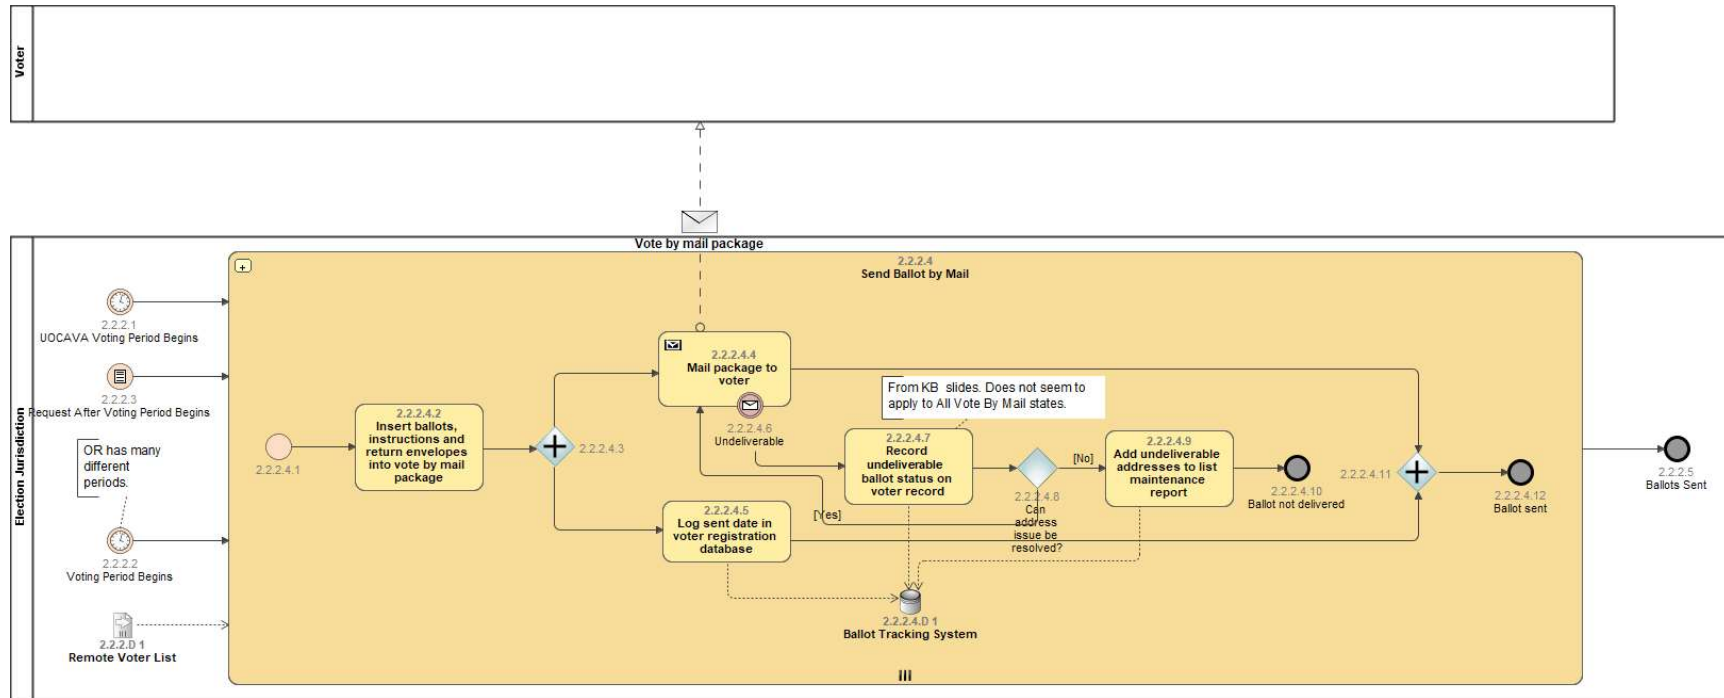 Voter
Vote by mail package
Election Jurisdiction
2.2.2.4
Send Ballot by Mail
2.2.2.1
UOCAVA Voting Period Begins
2.2.2.3
Request After Voting Period Begins
OR has many
different
periods.
2.2.2.2
Voting Period Begins
2.2.2.D 1
Remote Voter List
2.2.2.4.1
2.2.2.4.2
Insert ballots,
instructions and
return envelopes
into vote by mail
package
2.2.2.4.3
2.2.2.4.4
Mail package to
voter
2.2.2.4.6
Undeliverable
2.2.2.4.5
Log sent date in
voter registration
database
From KB slides. Does not seem to
apply to All Vote By Mail states.
2.2.2.4.7
Record
undeliverable
ballot status on
voter record
[Yes]
2.2.2.4.8
Can
address
issue be
resolved?
[No]
2.2.2.4.9
Add undeliverable
addresses to list
maintenance
report
2.2.2.4.10
Ballot not delivered
2.2.2.4.11
2.2.2.4.12
Ballot sent
2.2.2.4.D 1
Ballot Tracking System
2.2.2.5
Ballots Sent